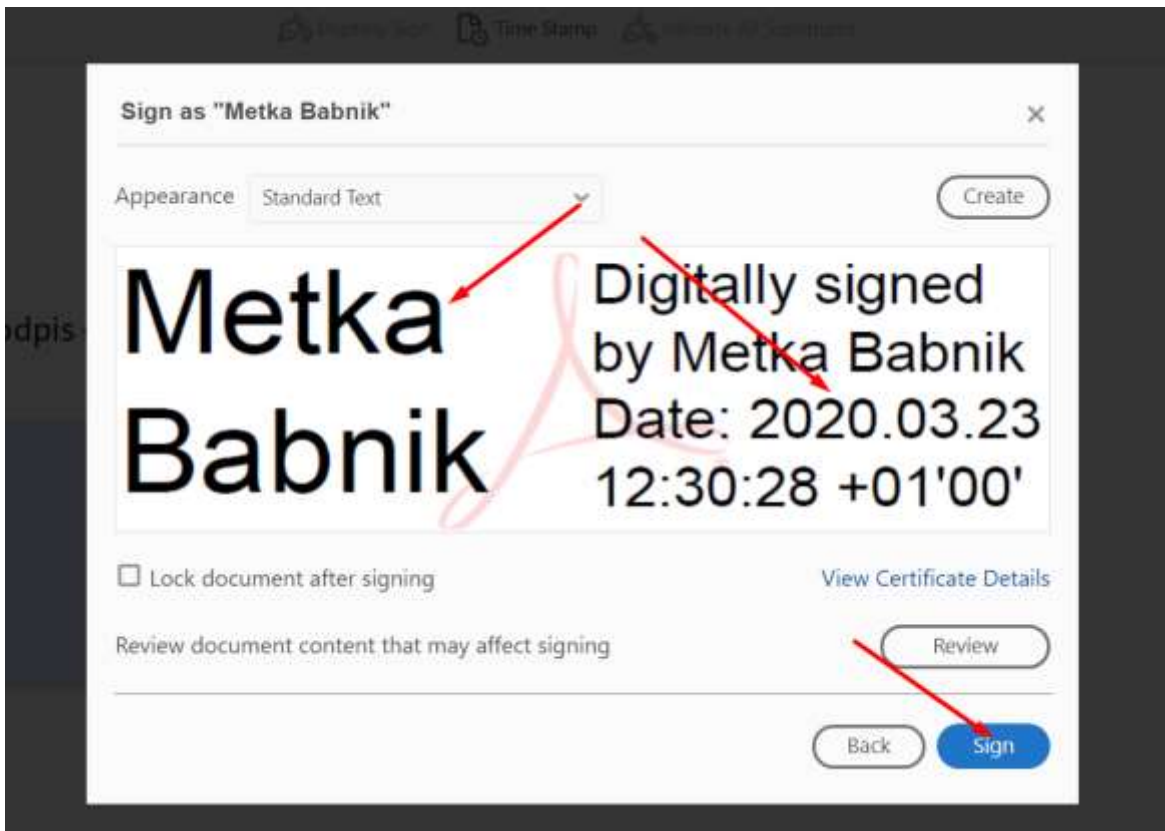 Time Stamp
Sign as "Metka Babnik"
Appearance Standard Text Create
Metka
Babnik
Digitally signed
by Metka Babnik
Date: 2020.03.23
12:30:28 +01'00'
odpis
Lock document after signing View Certificate Details
Review document content that may affect signing Review
Back Sign